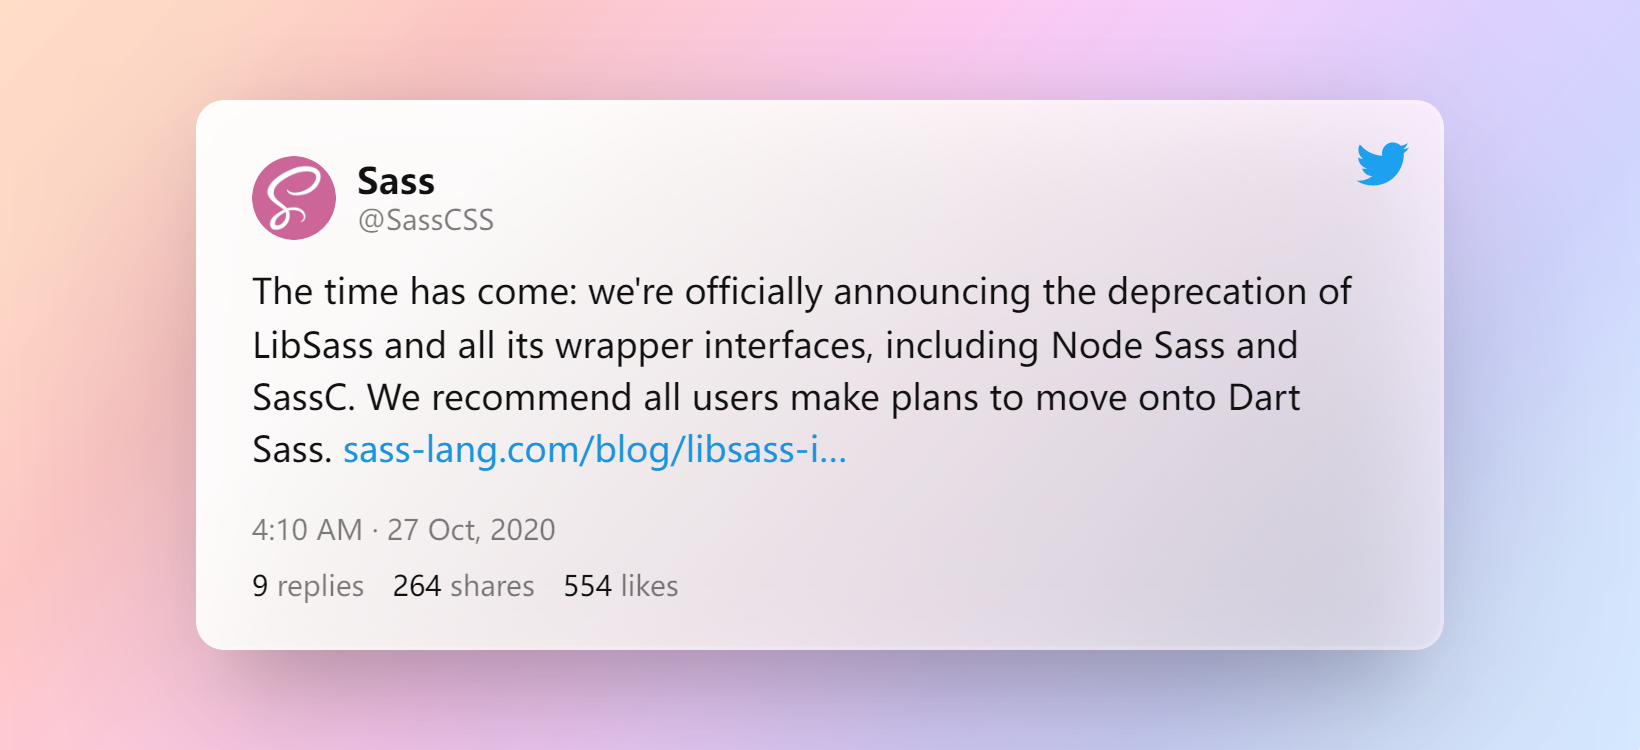 Sass
@SassCSS
The time has come: we're officially announcing the deprecation of
LibSass and all its wrapper interfaces, including Node Sass and
SassC. We recommend all users make plans to move onto Dart
Sass. sass-lang.com/blog/libsass-i...
4:10 AM · 27 Oct, 2020
9 replies 264 shares 554 likes